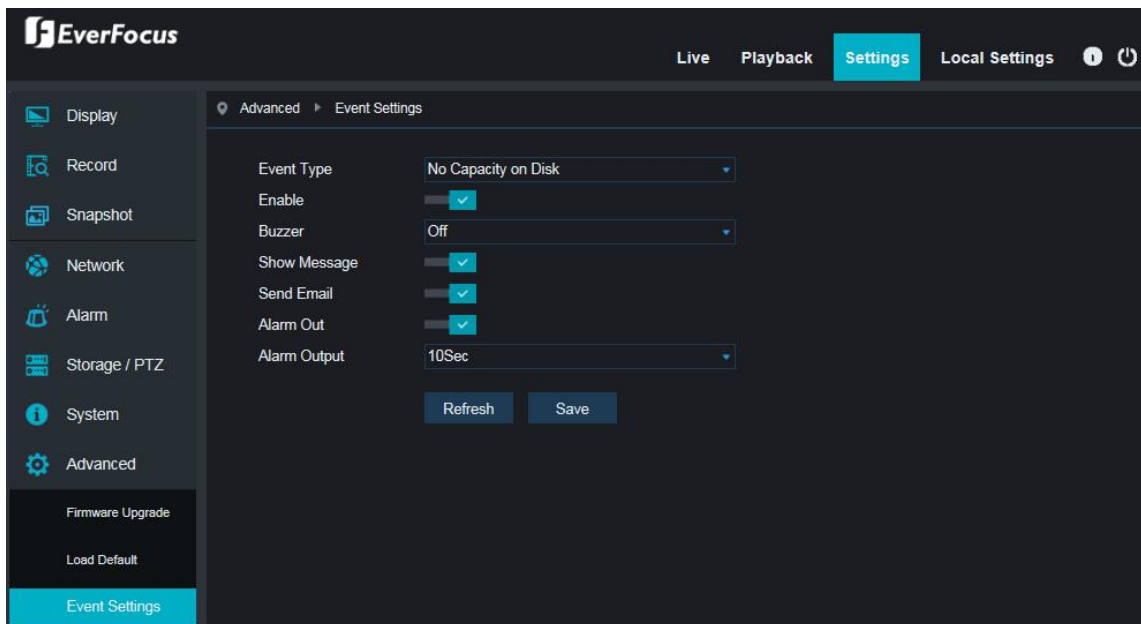 EverFocus
Live Playback Settings Local Settings
Display
Record
Snapshot
Network
Alarm
Storage / PTZ
System
Advanced
Firmware Upgrade
Load Default
Event Settings
Advanced Event Settings
Event Type No Capacity on Disk
Enable
Buzzer Off
Show Message
Send Email
Alarm Out
Alarm Output 10Sec
Refresh Save